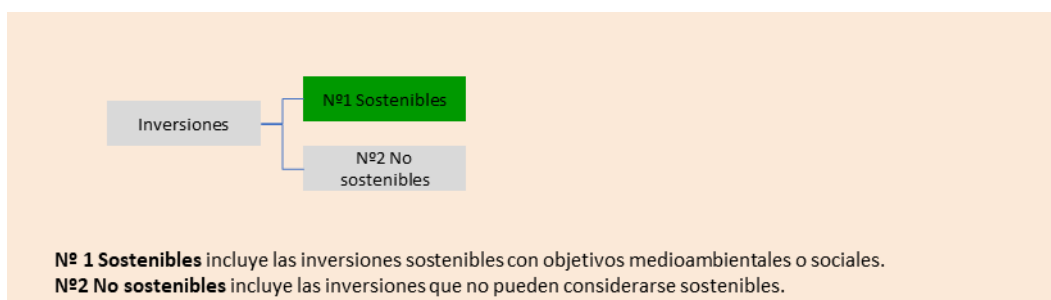 Nº1 Sostenibles
Inversiones
Nº2 No
sostenibles
Nº 1 Sostenibles incluye las inversiones sostenibles con objetivos medioambientales o sociales.
Nº2 No sostenibles incluye las inversiones que no pueden considerarse sostenibles.